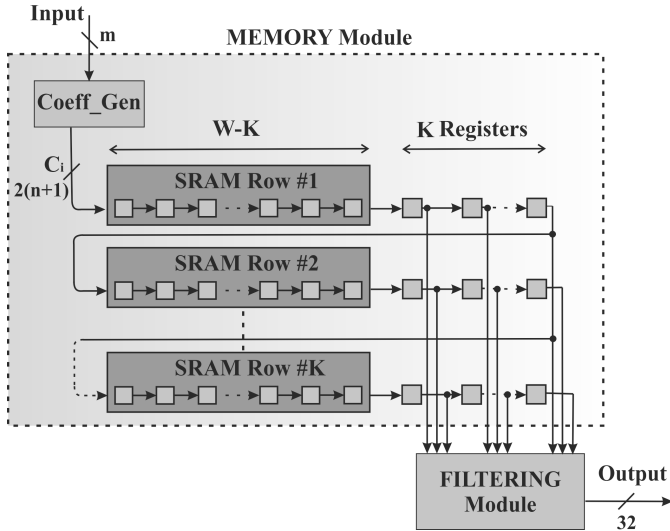 Input
m
MEMORY Module
Coeff_Gen
W-K
K Registers
Ci
2(n+1)
SRAM Row #1
SRAM Row #2
SRAM Row #K
FILTERING
Module
Output
32